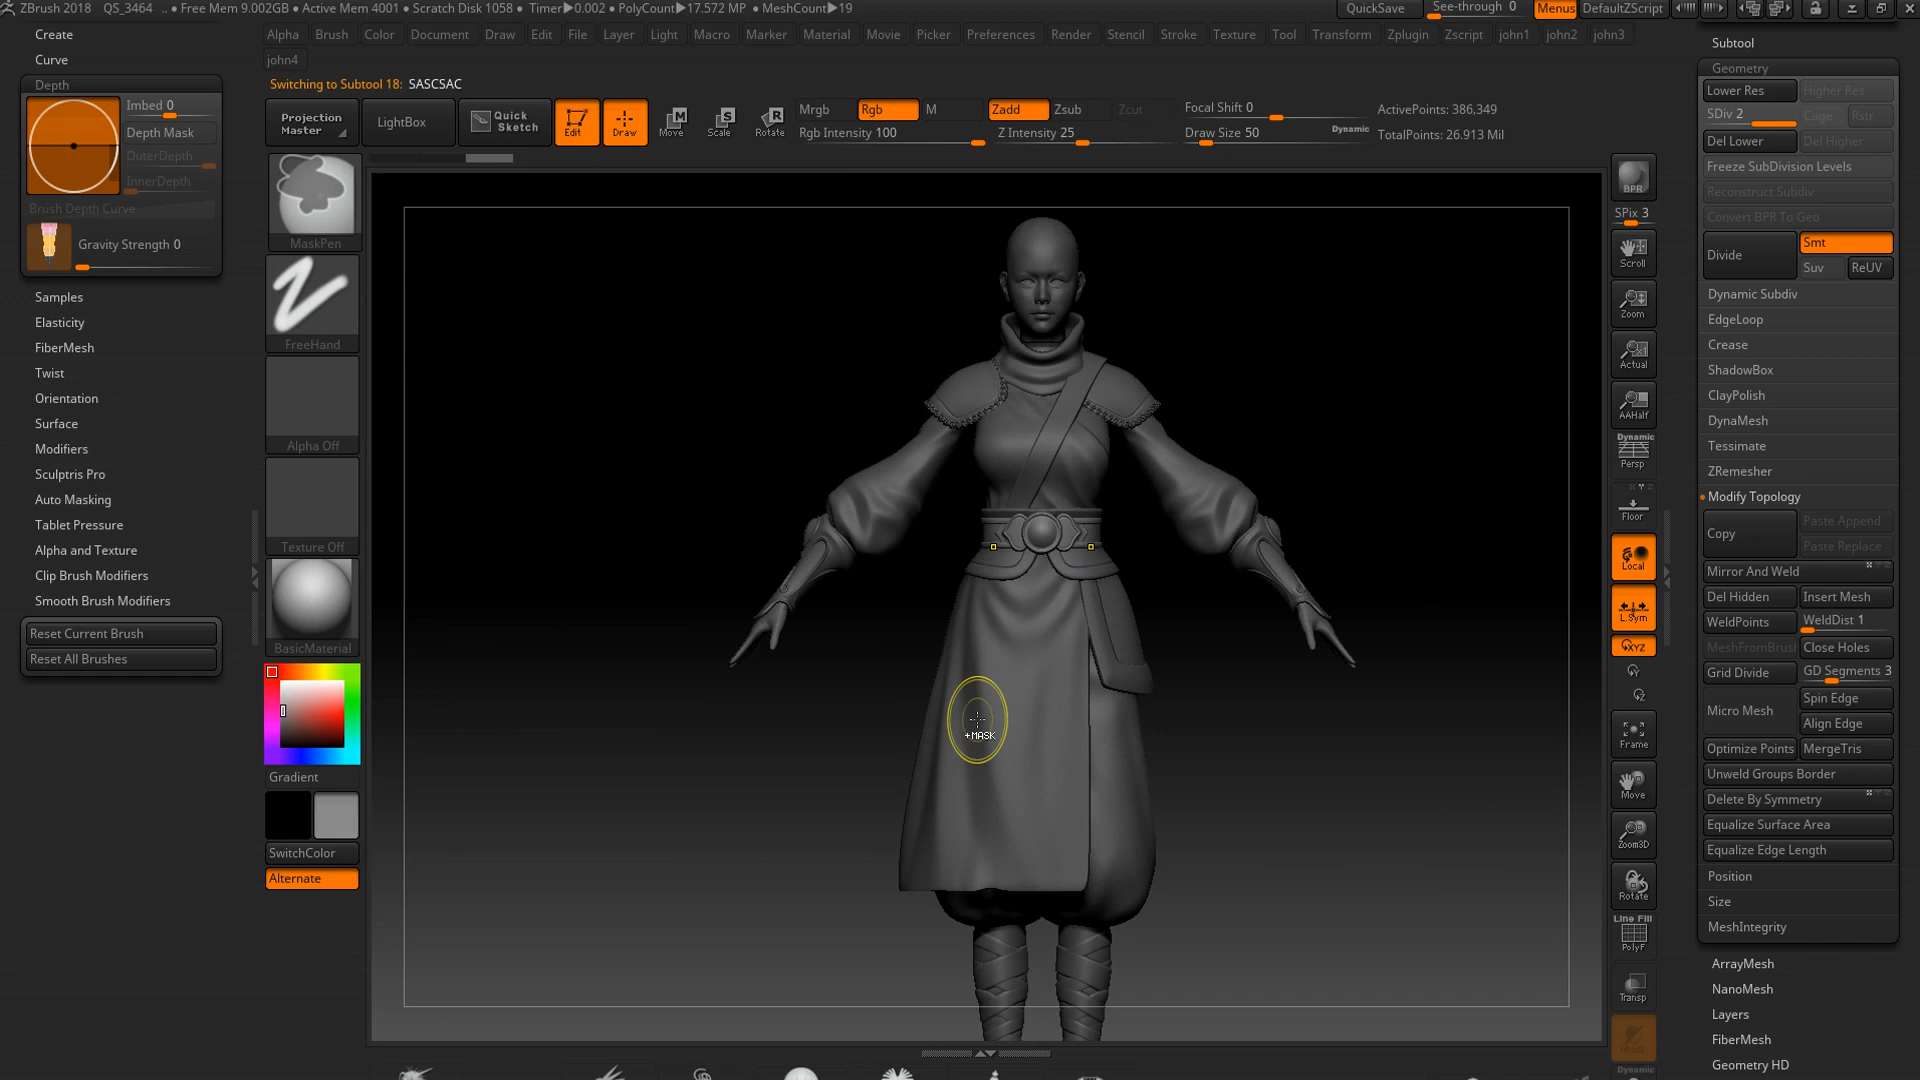 ZBrush 2018 QS_3464 .. • Free Mem 9.002GB • Active Mem 4001 • Scratch Disk 1058 • Timer▶0.002 • PolyCount▶17.572 MP • MeshCount▶19
QuickSave
See-through 0
Menus
DefaultZScript
Alpha Brush Color Document Draw Edit File Layer Light Macro Marker Material Movie Picker Preferences Render Stencil Stroke Texture Tool Transform Zplugin Zscript john1 john2 john3
john4
Switching to Subtool 18: SASCSAC
Projection Master
LightBox
Quick Sketch
Edit
Draw
Move
Scale
Rotate
Mrgb Rgb M
Rgb Intensity 100
Zadd Zsub Zcut
Z Intensity 25
Focal Shift 0
Draw Size 50
Dynamic
ActivePoints: 386,349
TotalPoints: 26.913 Mil
Create
Curve
Depth
Imbed 0
Depth Mask
OuterDepth
InnerDepth
Brush Depth Curve
Gravity Strength 0
Samples
Elasticity
FiberMesh
Twist
Orientation
Surface
Modifiers
Sculptris Pro
Auto Masking
Tablet Pressure
Alpha and Texture
Clip Brush Modifiers
Smooth Brush Modifiers
Reset Current Brush
Reset All Brushes
MaskPen
FreeHand
Alpha Off
Texture Off
BasicMaterial
Gradient
SwitchColor
Alternate
+MASK
BPR
SPix 3
Scroll
Zoom
Actual
AAHalf
Dynamic
Persp
Floor
Local
L.Sym
XYZ
Y
Z
Frame
Move
Zoom3D
Rotate
Line Fill
PolyF
Transp
Dynamic
Subtool
Geometry
Lower Res
Higher Res
SDiv 2
Cage
Rstr
Del Lower
Del Higher
Freeze SubDivision Levels
Reconstruct Subdiv
Convert BPR To Geo
Divide
Smt
Suv
ReUV
Dynamic Subdiv
EdgeLoop
Crease
ShadowBox
ClayPolish
DynaMesh
Tessimate
ZRemesher
Modify Topology
Copy
Paste Append
Paste Replace
Mirror And Weld
Del Hidden
Insert Mesh
WeldPoints
WeldDist 1
MeshFromBrush
Close Holes
Grid Divide
GD Segments 3
Micro Mesh
Spin Edge
Align Edge
Optimize Points
MergeTris
Unweld Groups Border
Delete By Symmetry
Equalize Surface Area
Equalize Edge Length
Position
Size
MeshIntegrity
ArrayMesh
NanoMesh
Layers
FiberMesh
Geometry HD